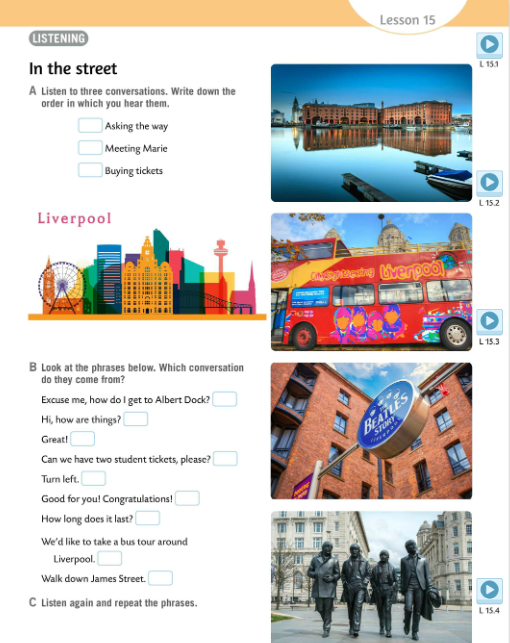 Lesson 15
LISTENING
In the street
A Listen to three conversations. Write down the
order in which you hear them.
Asking the way
Meeting Marie
Buying tickets
L 15.1
L 15.2
Liverpool
City Sightseeing Liverpool
L 15.3
B Look at the phrases below. Which conversation
do they come from?
Excuse me, how do I get to Albert Dock?
Hi, how are things?
Great!
Can we have two student tickets, please?
Turn left.
Good for you! Congratulations!
How long does it last?
We'd like to take a bus tour around
Liverpool.
Walk down James Street.
THE
BEATLES
STORY
LIVERPOOL
C Listen again and repeat the phrases.
L 15.4